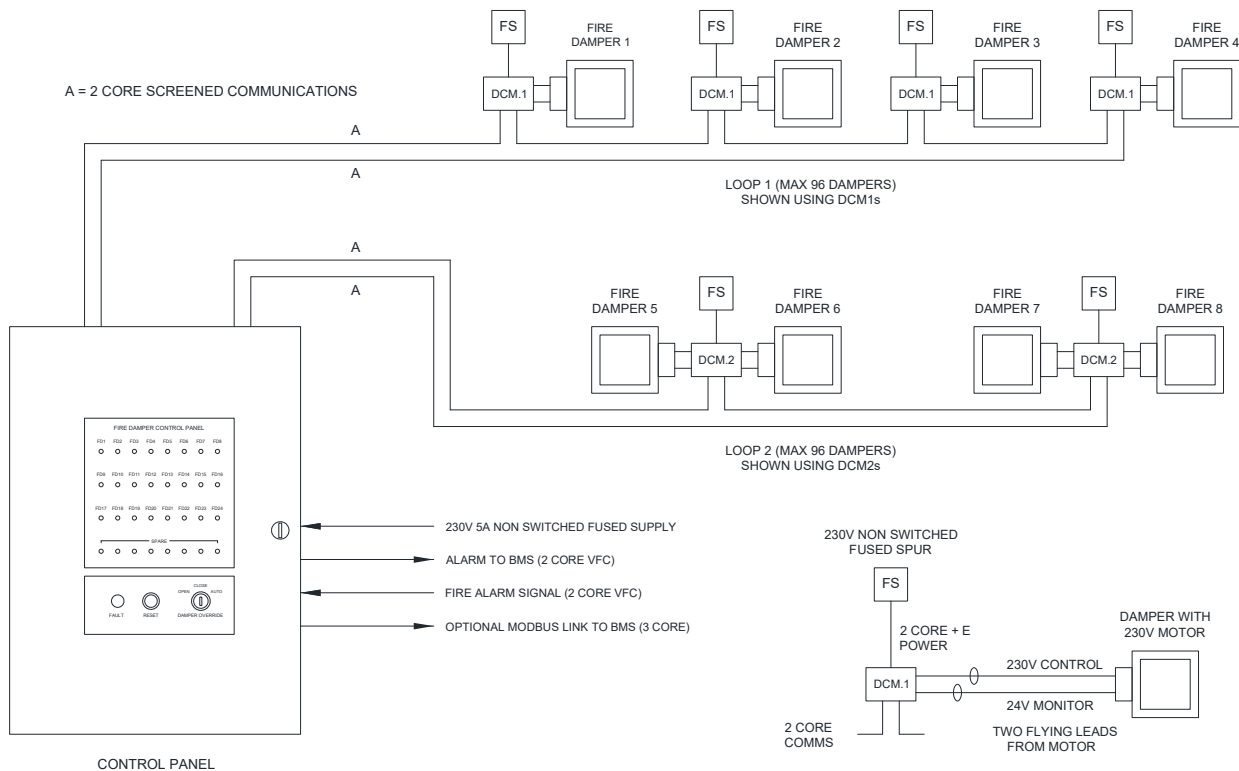 FS
FIRE
DAMPER 1
FS
FIRE
DAMPER 2
FS
FIRE
DAMPER 3
FS
FIRE
DAMPER 4
A = 2 CORE SCREENED COMMUNICATIONS
DCM.1
DCM.1
DCM.1
DCM.1
A
A
LOOP 1 (MAX 96 DAMPERS)
SHOWN USING DCM1s
A
A
FIRE
DAMPER 5
FS
FIRE
DAMPER 6
FIRE
DAMPER 7
FS
FIRE
DAMPER 8
DCM.2
DCM.2
LOOP 2 (MAX 96 DAMPERS)
SHOWN USING DCM2s
FIRE DAMPER CONTROL PANEL
FD1 FD2 FD3 FD4 FD5 FD6 FD7 FD8
FD9 FD10 FD11 FD12 FD13 FD14 FD15 FD16
FD17 FD18 FD19 FD20 FD21 FD22 FD23 FD24
SPARE
CLOSE
OPEN AUTO
FAULT RESET DAMPER OVERRIDE
230V 5A NON SWITCHED FUSED SUPPLY
ALARM TO BMS (2 CORE VFC)
FIRE ALARM SIGNAL (2 CORE VFC)
OPTIONAL MODBUS LINK TO BMS (3 CORE)
CONTROL PANEL
230V NON SWITCHED
FUSED SPUR
FS
2 CORE + E
POWER
DAMPER WITH
230V MOTOR
DCM.1
230V CONTROL
24V MONITOR
2 CORE
COMMS
TWO FLYING LEADS
FROM MOTOR